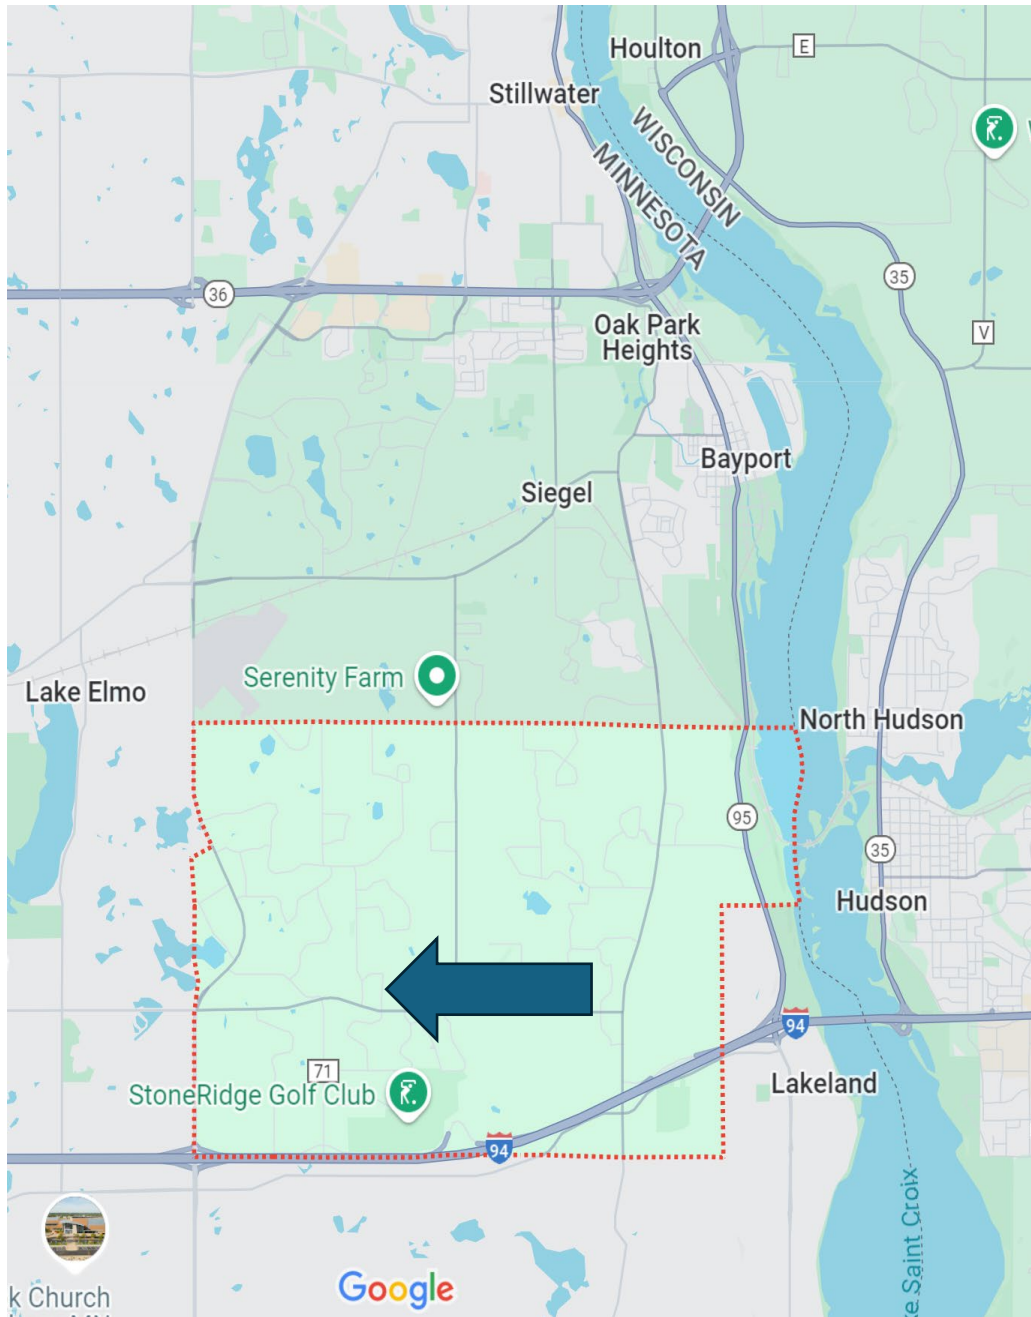 Houlton
E
Stillwater
WISCONSIN
MINNESOTA
36
35
Oak Park
Heights
V
Bayport
Siegel
Serenity Farm
Lake Elmo
North Hudson
95
35
Hudson
94
71
StoneRidge Golf Club
Lakeland
94
e Saint Croix
k Church
Google